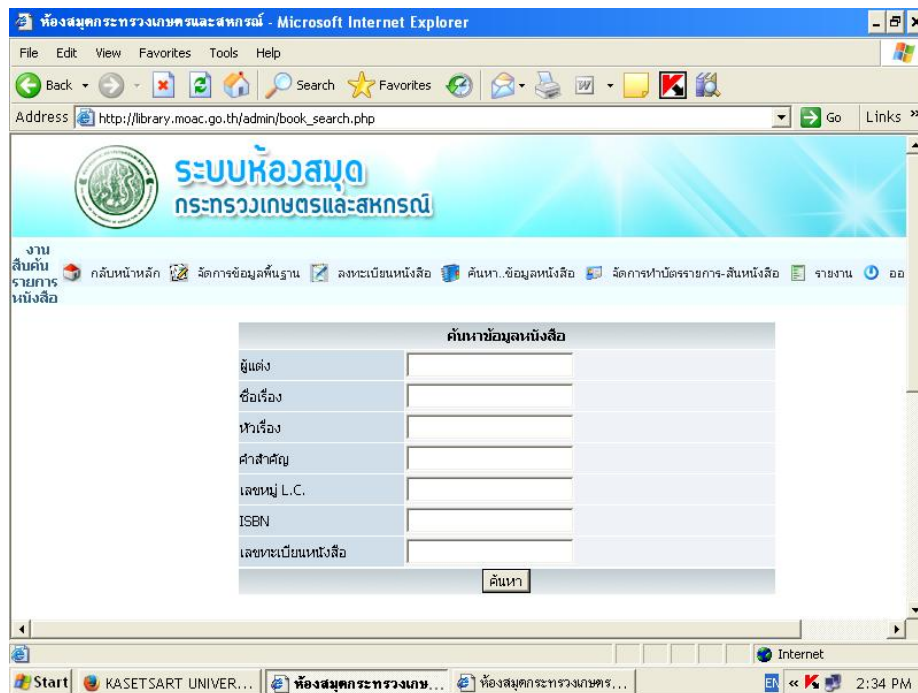 ห้องสมุดกระทรวงเกษตรและสหกรณ์ - Microsoft Internet Explorer
File Edit View Favorites Tools Help
Back Search Favorites
Address http://library.moac.go.th/admin/book_search.php Go Links »
ระบบห้องสมุด
กระทรวงเกษตรและสหกรณ์
งาน
สืบค้น
รายการ
หนังสือ
กลับหน้าหลัก จัดการข้อมูลพื้นฐาน ลงทะเบียนหนังสือ ค้นหา..ข้อมูลหนังสือ จัดการทำบัตรรายการ-สันหนังสือ รายงาน ออ
ค้นหาข้อมูลหนังสือ
ผู้แต่ง
ชื่อเรื่อง
หัวเรื่อง
คำสำคัญ
เลขหมู่ L.C.
ISBN
เลขทะเบียนหนังสือ
ค้นหา
Internet
Start KASETSART UNIVER... ห้องสมุดกระทรวงเกษ... ห้องสมุดกระทรวงเกษตร... EN « 2:34 PM